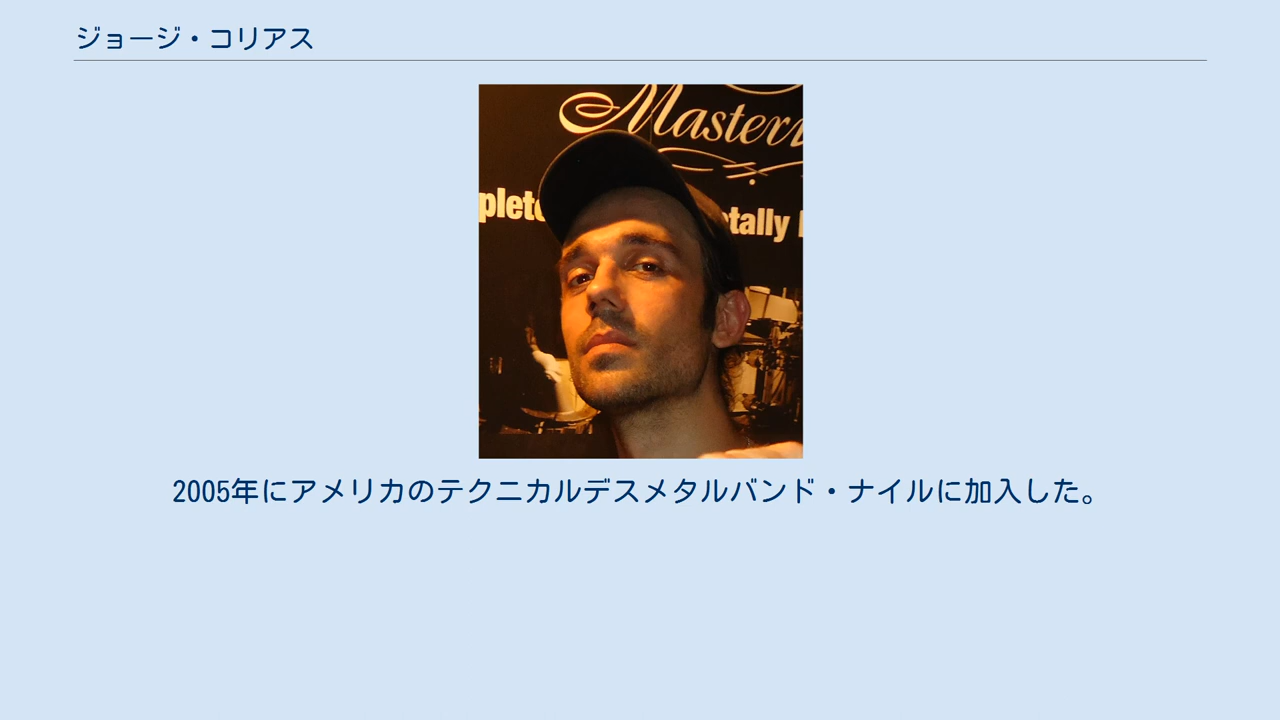 ジョージ・コリアス
Master
plete
tally
2005年にアメリカのテクニカルデスメタルバンド・ナイルに加入した。